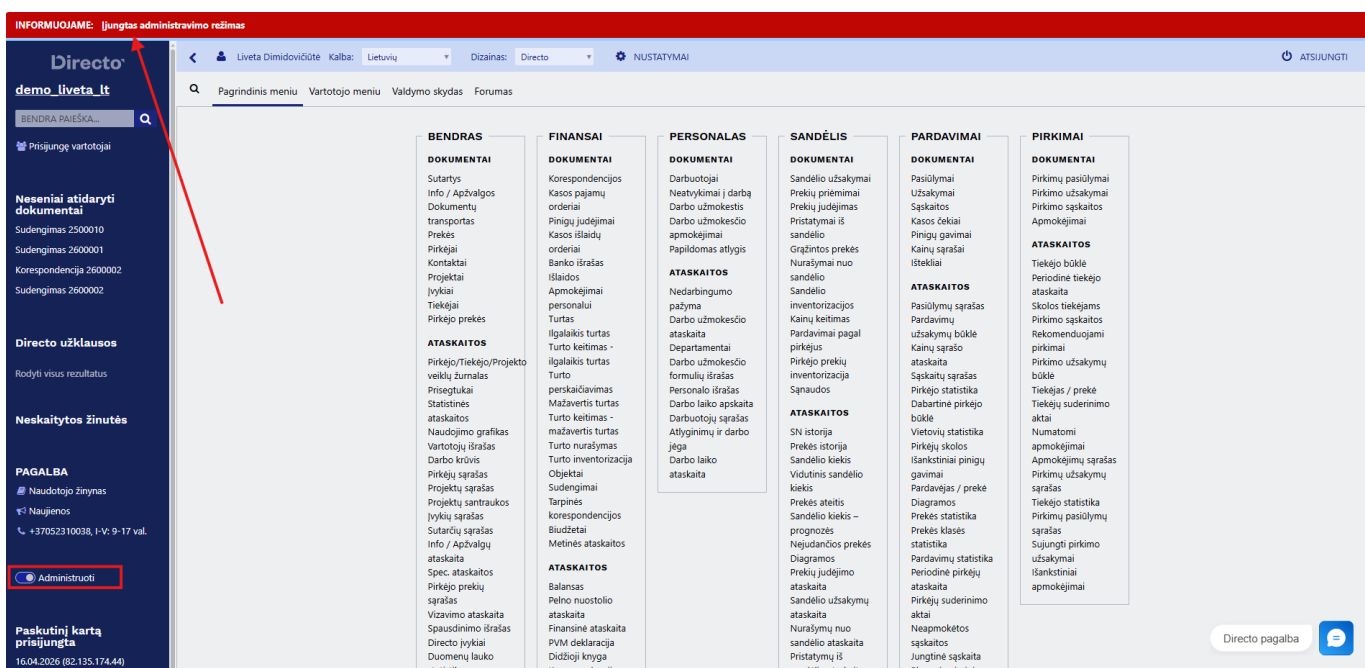 INFORMUOJAME: Įjungtas administravimo režimas
Directo
demo_liveta_lt
BENDRA PAIEŠKA...
Prisijungę vartotojai
Neseniai atidaryti
dokumentai
Sudengimas 2500010
Sudengimas 2600001
Korespondencija 2600002
Sudengimas 2600002
Directo užklausos
Rodyti visus rezultatus
Neskaitytos žinutės
PAGALBA
Naudotojo žinynas
Naujienos
+37052310038, I-V: 9-17 val.
Administruoti
Paskutinį kartą
prisijungta
16.04.2026 (82.135.174.44)
Liveta Dimidovičiūtė Kalba: Lietuvių Dizainas: Directo NUSTATYMAI ATSIJUNGTI
Pagrindinis meniu Vartotojo meniu Valdymo skydas Forumas
BENDRAS
DOKUMENTAI
Sutartys
Info / Apžvalgos
Dokumentų
transportas
Prekės
Pirkėjai
Kontaktai
Projektai
Įvykiai
Tiekėjai
Pirkėjo prekės
ATASKAITOS
Pirkėjo/Tiekėjo/Projekto
veiklų žurnalas
Prisegtukai
Statistinės
ataskaitos
Naudojimo grafikas
Vartotojų išrašas
Darbo krūvis
Pirkėjų sąrašas
Projektų sąrašas
Projektų santraukos
Įvykių sąrašas
Sutarčių sąrašas
Info / Apžvalgų
ataskaita
Spec. ataskaitos
Pirkėjo prekių
sąrašas
Vizavimo ataskaita
Spausdinimo išrašas
Directo įvykiai
Duomenų lauko
FINANSAI
DOKUMENTAI
Korespondencijos
Kasos pajamų
orderiai
Pinigų judėjimai
Kasos išlaidų
orderiai
Banko išrašas
Išlaidos
Apmokėjimai
personalui
Turtas
Ilgalaikis turtas
Turto keitimas -
ilgalaikis turtas
Turto
perskaičiavimas
Mažavertis turtas
Turto keitimas -
mažavertis turtas
Turto nurašymas
Turto inventorizacija
Objektai
Sudengimai
Tarpinės
korespondencijos
Biudžetai
Metinės ataskaitos
ATASKAITOS
Balansas
Pelno nuostolio
ataskaita
Finansinė ataskaita
PVM deklaracija
Didžioji knyga
PERSONALAS
DOKUMENTAI
Darbuotojai
Neatvykimai į darbą
Darbo užmokestis
Darbo užmokesčio
apmokėjimai
Papildomas atlygis
ATASKAITOS
Nedarbingumo
pažyma
Darbo užmokesčio
ataskaita
Departamentai
Darbo užmokesčio
formulių išrašas
Personalo išrašas
Darbo laiko apskaita
Darbuotojų sąrašas
Atlyginimų ir darbo
jėga
Darbo laiko
ataskaita
SANDĖLIS
DOKUMENTAI
Sandėlio užsakymai
Prekių priėmimai
Prekių judėjimas
Pristatymai iš
sandėlio
Grąžintos prekės
Nurašymai nuo
sandėlio
Sandėlio
inventorizacijos
Kainų keitimas
Pardavimai pagal
pirkėjus
Pirkėjo prekių
inventorizacija
Sąnaudos
ATASKAITOS
SN istorija
Prekės istorija
Sandėlio kiekis
Vidutinis sandėlio
kiekis
Prekės ateitis
Sandėlio kiekis –
prognozės
Nejudančios prekės
Diagramos
Prekių judėjimo
ataskaita
Sandėlio užsakymų
ataskaita
Nurašymų nuo
sandėlio ataskaita
Pristatymų iš
PARDAVIMAI
DOKUMENTAI
Pasiūlymai
Užsakymai
Sąskaitos
Kasos čekiai
Pinigų gavimai
Kainų sąrašai
Ištekliai
ATASKAITOS
Pasiūlymų sąrašas
Pardavimų
užsakymų būklė
Kainų sąrašo
ataskaita
Sąskaitų sąrašas
Pirkėjo statistika
Dabartinė pirkėjo
būklė
Vietovių statistika
Pirkėjų skolos
Išankstiniai pinigų
gavimai
Pardavėjas / prekė
Diagramos
Prekės statistika
Prekės klasės
statistika
Pardavimų statistika
Periodinė pirkėjų
ataskaita
Pirkėjų suderinimo
aktai
Neapmokėtos
sąskaitos
Jungtinė sąskaita
PIRKIMAI
DOKUMENTAI
Pirkimų pasiūlymai
Pirkimo užsakymai
Pirkimo sąskaitos
Apmokėjimai
ATASKAITOS
Tiekėjo būklė
Periodinė tiekėjo
ataskaita
Skolos tiekėjams
Pirkimo sąskaitos
Rekomenduojami
pirkimai
Pirkimo užsakymų
būklė
Tiekėjas / prekė
Tiekėjų suderinimo
aktai
Numatomi
apmokėjimai
Apmokėjimų sąrašas
Pirkimų užsakymų
sąrašas
Tiekėjo statistika
Pirkimų pasiūlymų
sąrašas
Sujungti pirkimo
užsakymai
Išankstiniai
apmokėjimai
Directo pagalba